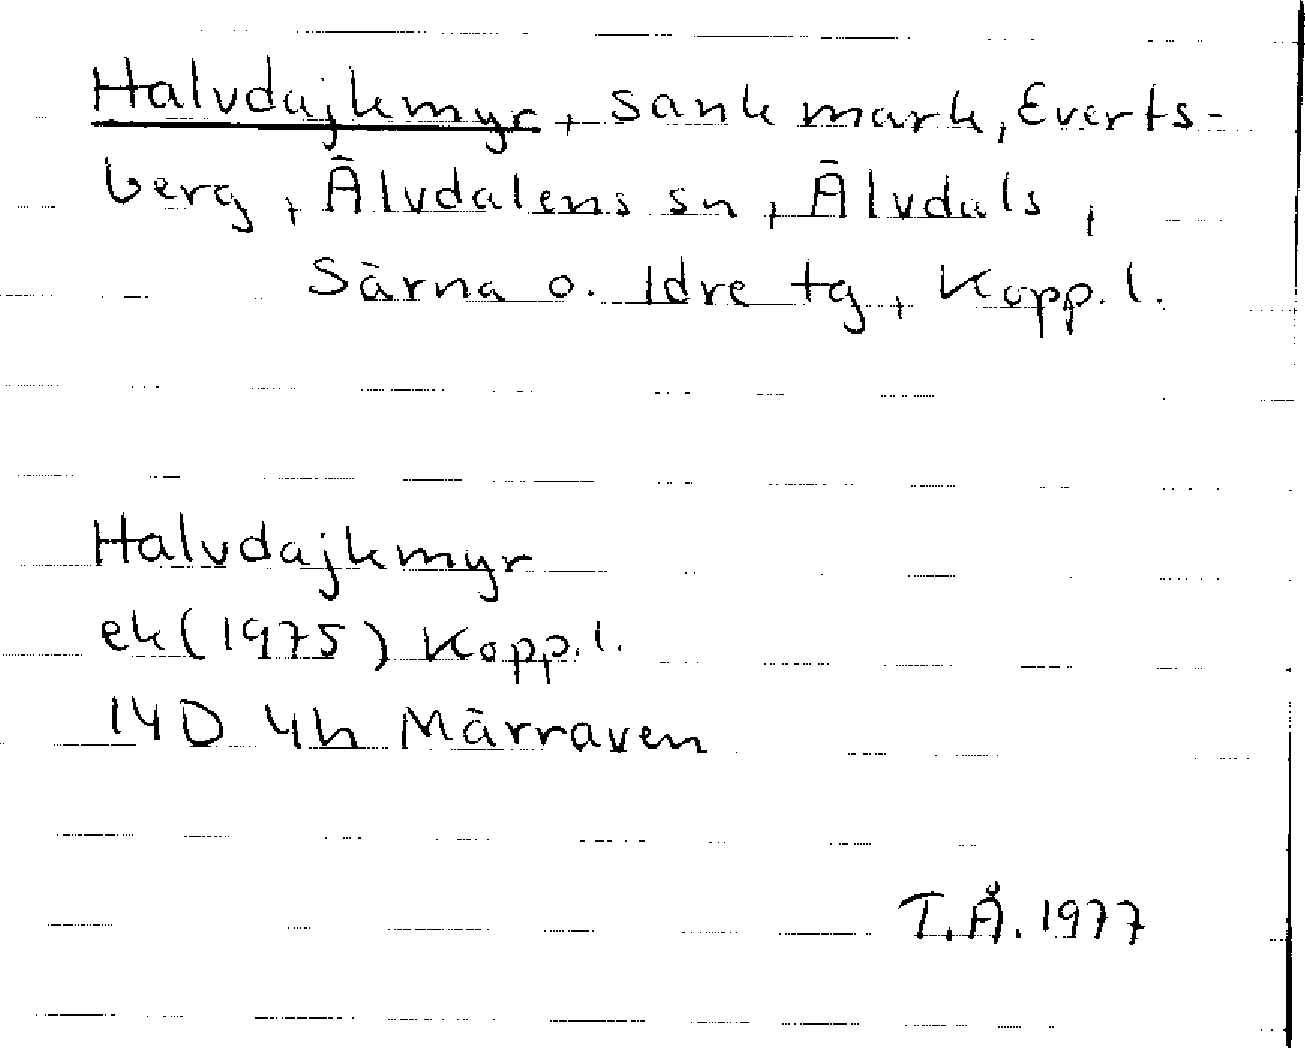 Halvdajkmyr, sank mark, Everts-
berg, Älvdalens sn, Älvdals,
Särna o. Idre tg, Kopp. l.
Halvdajkmyr
ek (1975) Kopp. l.
14D 4h Märraven
T.Å. 1977